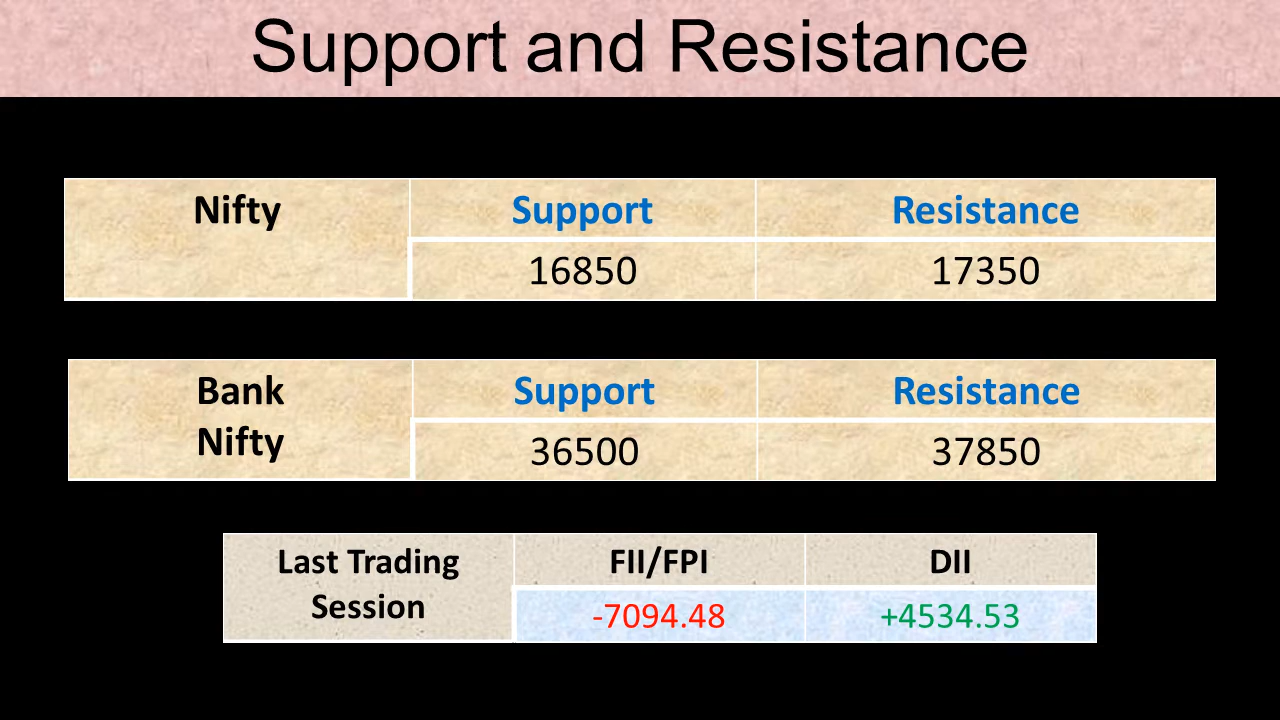 Support and Resistance
Nifty Support Resistance
16850 17350
Bank Support Resistance
Nifty 36500 37850
Last Trading FII/FPI DII
Session -7094.48 +4534.53